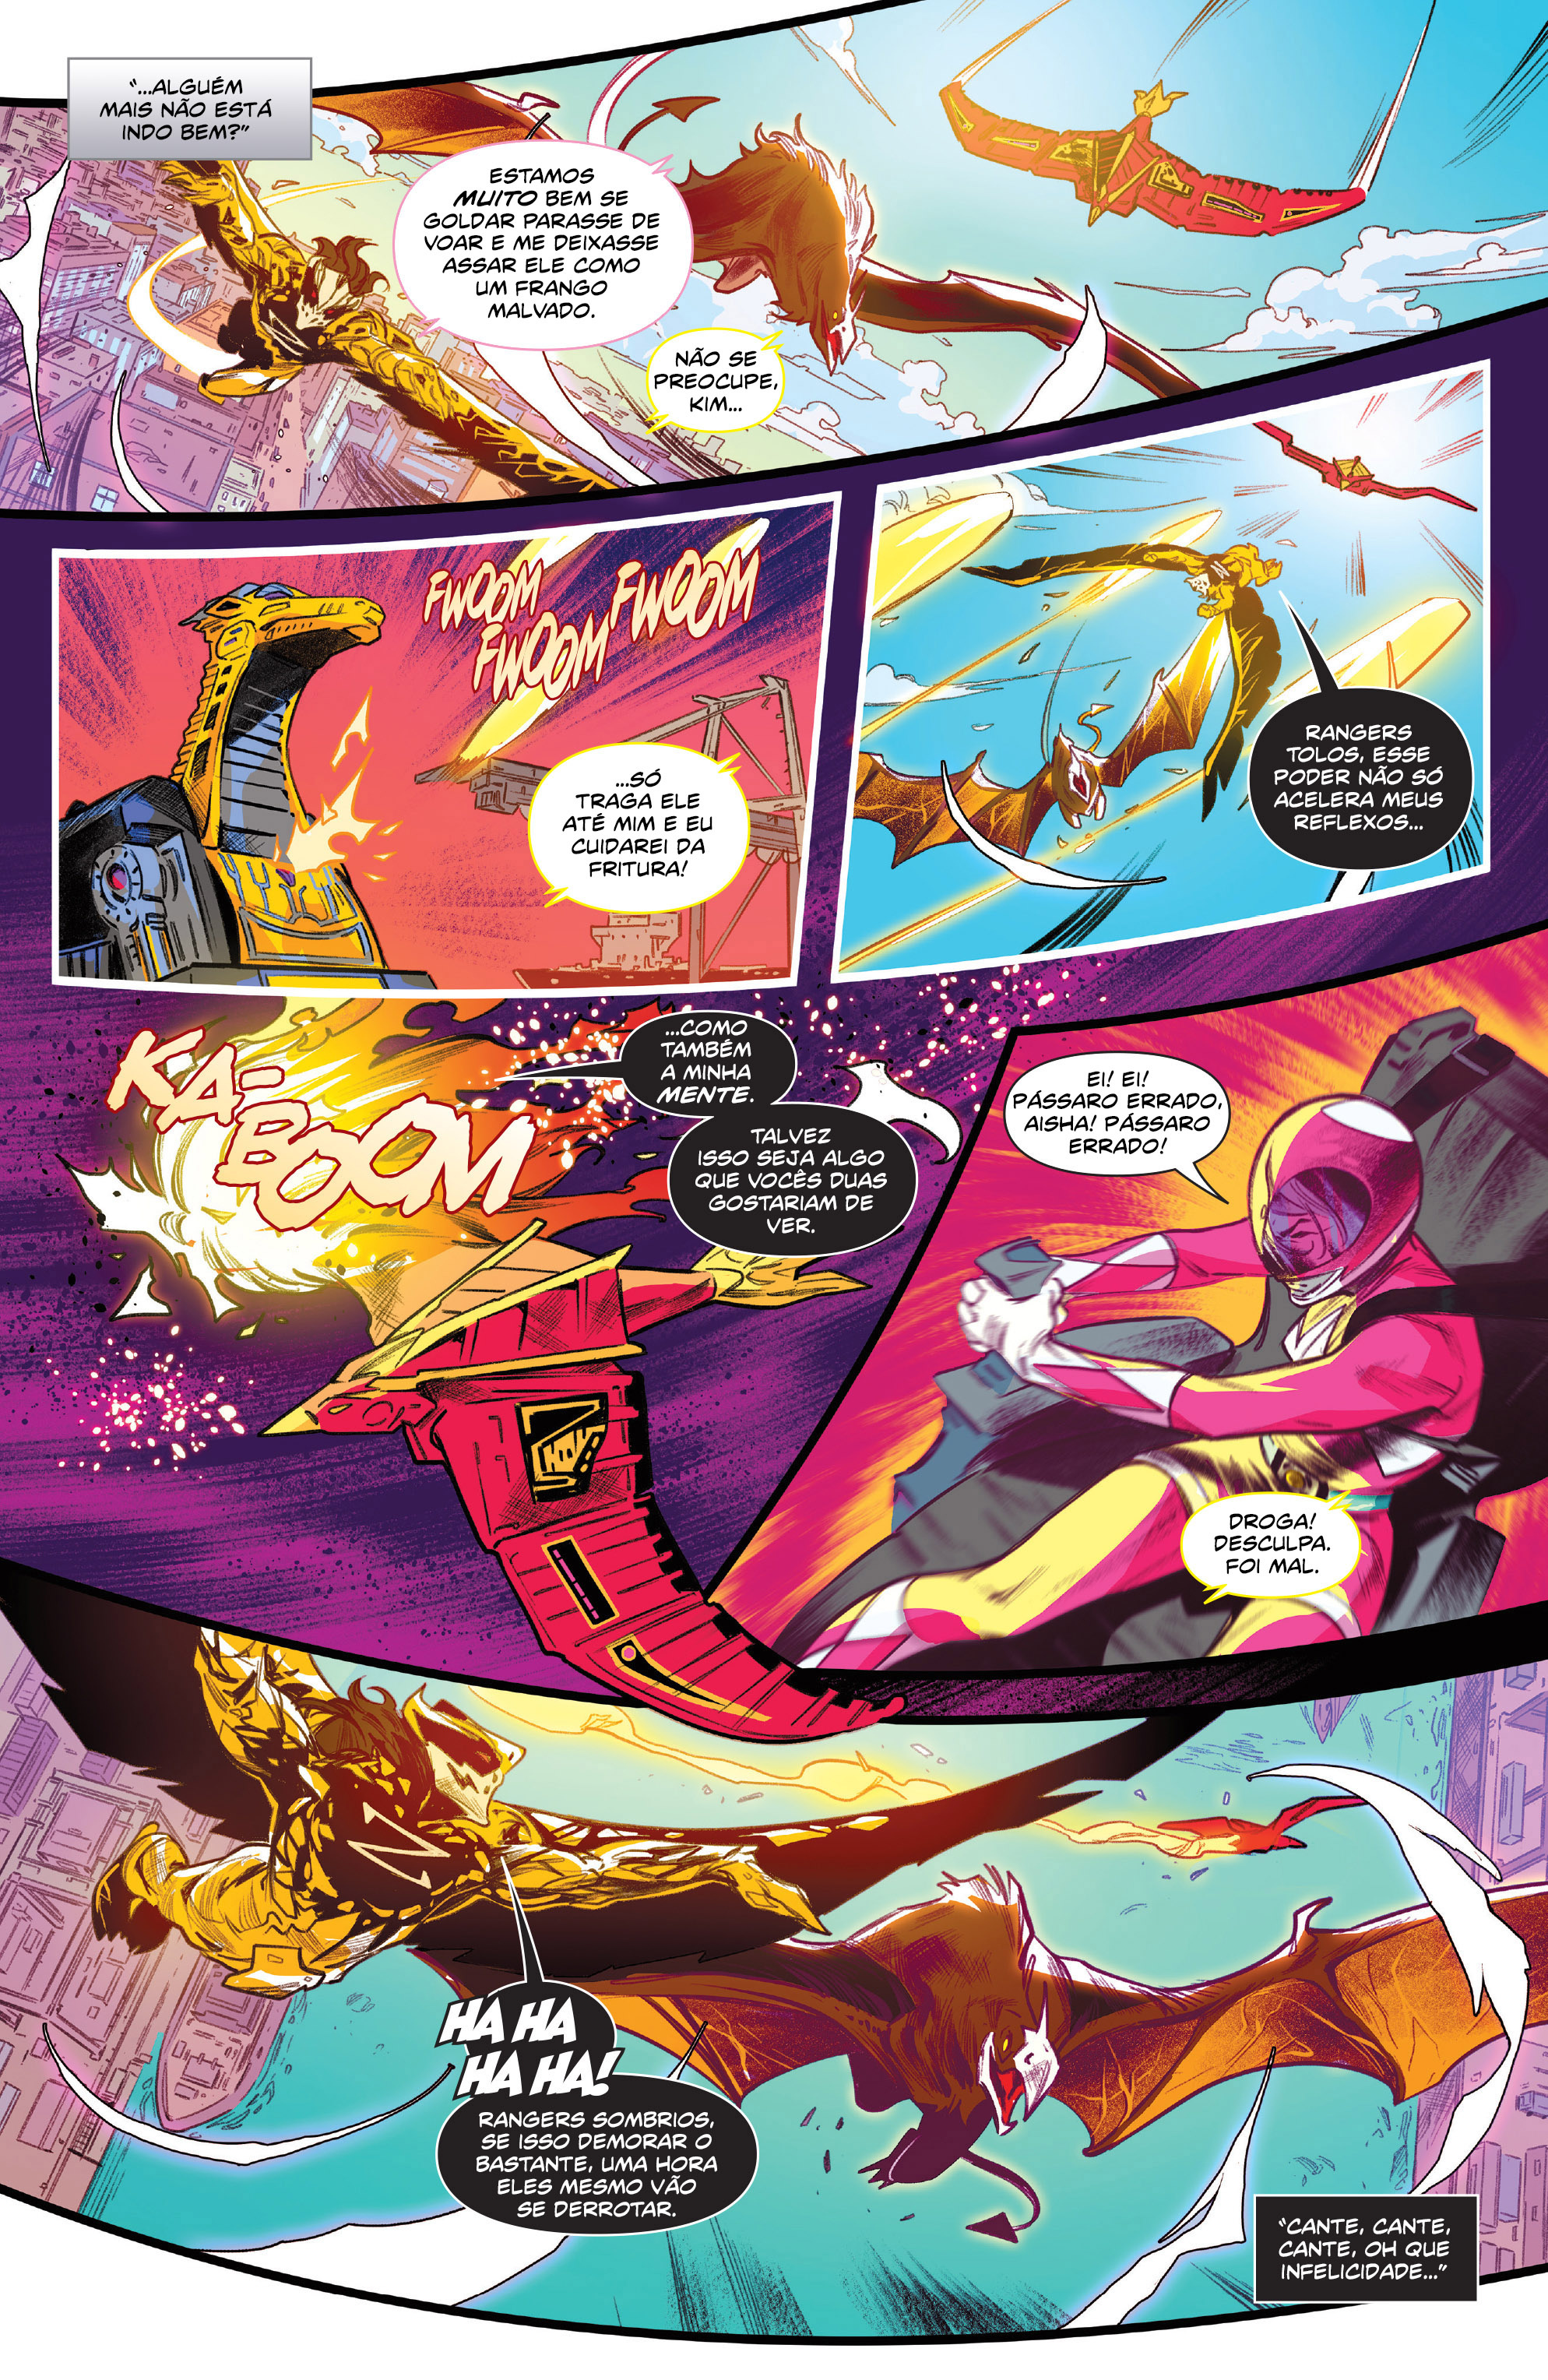 "...ALGUÉM
MAIS NÃO ESTÁ
INDO BEM?"
ESTAMOS
MUITO BEM SE
GOLDAR PARASSE DE
VOAR E ME DEIXASSE
ASSAR ELE COMO
UM FRANGO
MALVADO.
NÃO SE
PREOCUPE,
KIM...
FWOOM
FWOOM
FWOOM
...SÓ
TRAGA ELE
ATÉ MIM E EU
CUIDAREI DA
FRITURA!
RANGERS
TOLOS, ESSE
PODER NÃO SÓ
ACELERA MEUS
REFLEXOS...
KA-
BOOM
...COMO
TAMBÉM
A MINHA
MENTE.
TALVEZ
ISSO SEJA ALGO
QUE VOCÊS DUAS
GOSTARIAM DE
VER.
EI! EI!
PÁSSARO ERRADO,
AISHA! PÁSSARO
ERRADO!
DROGA!
DESCULPA.
FOI MAL.
HA HA
HA HA!
RANGERS SOMBRIOS,
SE ISSO DEMORAR O
BASTANTE, UMA HORA
ELES MESMO VÃO
SE DERROTAR.
"CANTE, CANTE,
CANTE, OH QUE
INFELICIDADE..."